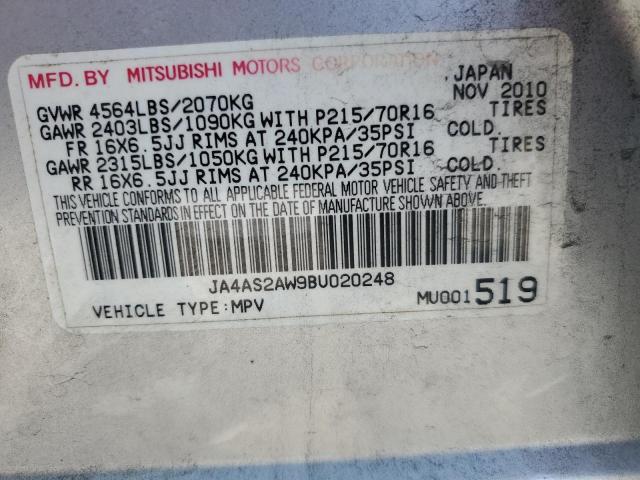 MFD. BY MITSUBISHI MOTORS CORPORATION JAPAN
GVWR 4564LBS/2070KG NOV 2010
GAWR 2403LBS/1090KG WITH P215/70R16 TIRES
FR 16X6.5JJ RIMS AT 240KPA/35PSI COLD.
GAWR 2315LBS/1050KG WITH P215/70R16 TIRES
RR 16X6.5JJ RIMS AT 240KPA/35PSI COLD.
THIS VEHICLE CONFORMS TO ALL APPLICABLE FEDERAL MOTOR VEHICLE SAFETY AND THEFT
PREVENTION STANDARDS IN EFFECT ON THE DATE OF MANUFACTURE SHOWN ABOVE.
JA4AS2AW9BU020248
VEHICLE TYPE:MPV MU001519